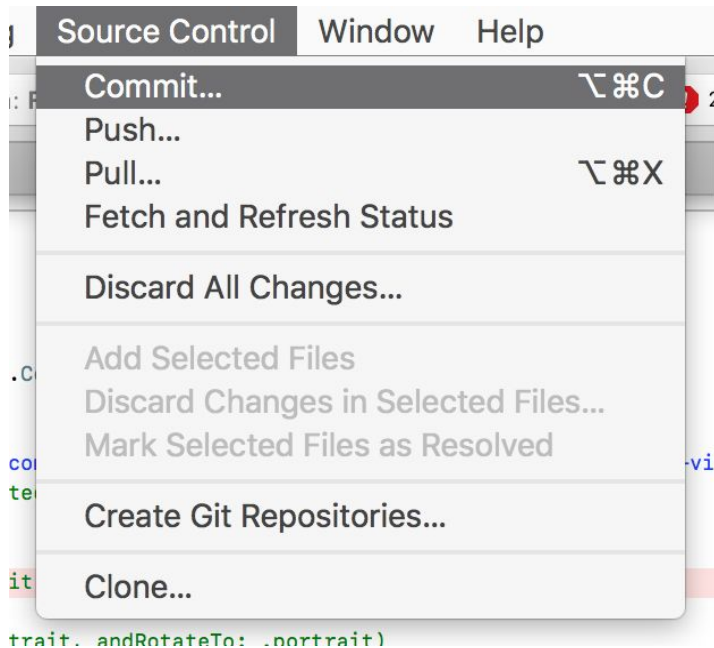 Source Control Window Help
Commit... ⌥⌘C
Push...
Pull... ⌥⌘X
Fetch and Refresh Status
Discard All Changes...
Add Selected Files
Discard Changes in Selected Files...
Mark Selected Files as Resolved
Create Git Repositories...
Clone...
trait, andRotateTo: .portrait)